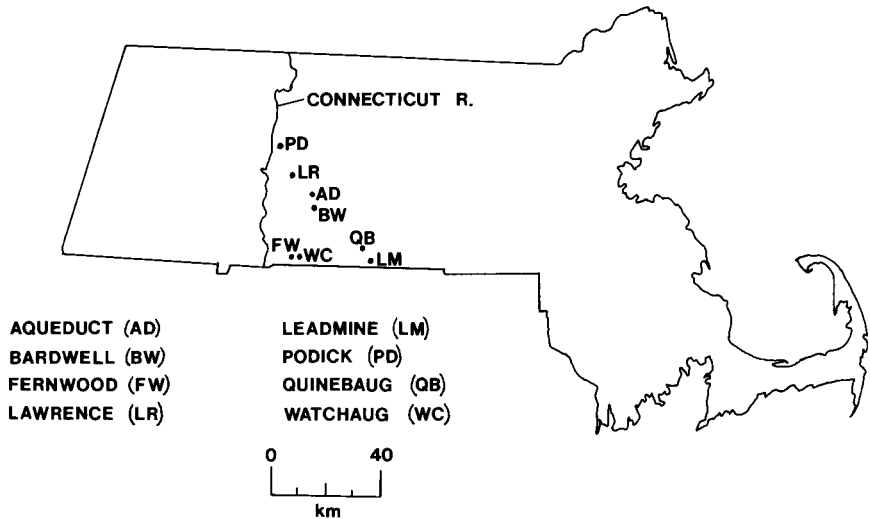 CONNECTICUT R.
PD
LR
AD
BW
FW WC
QB
LM
AQUEDUCT (AD)
BARDWELL (BW)
FERNWOOD (FW)
LAWRENCE (LR)
LEADMINE (LM)
PODICK (PD)
QUINEBAUG (QB)
WATCHAUG (WC)
0 40
km